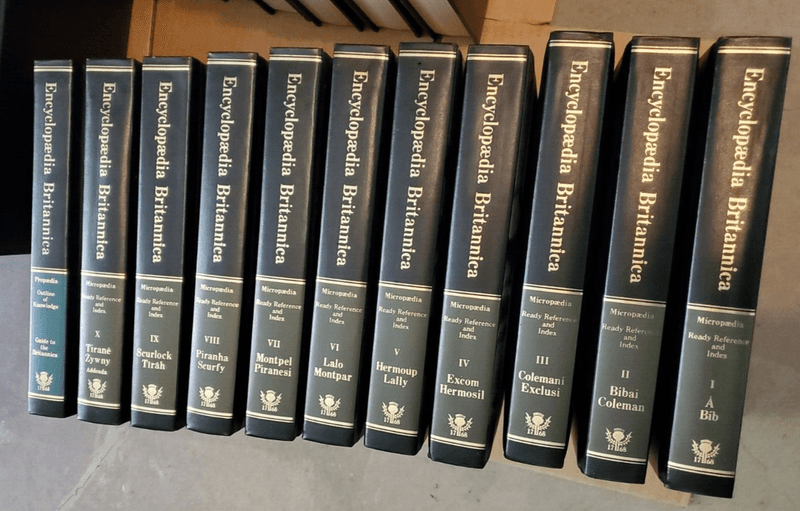 Encyclopædia Britannica
Propædia
Outline of
Knowledge
Guide to
the
Britannica
1768
Encyclopædia Britannica
Micropædia
Ready Reference
and
Index
X
Tirané
Zywny
Addenda
1768
Encyclopædia Britannica
Micropædia
Ready Reference
and
Index
IX
Scurlock
Tirāh
1768
Encyclopædia Britannica
Micropædia
Ready Reference
and
Index
VIII
Piranha
Scurfy
1768
Encyclopædia Britannica
Micropædia
Ready Reference
and
Index
VII
Montpel
Piranesi
1768
Encyclopædia Britannica
Micropædia
Ready Reference
and
Index
VI
Lalo
Montpar
1768
Encyclopædia Britannica
Micropædia
Ready Reference
and
Index
V
Hermoup
Lally
1768
Encyclopædia Britannica
Micropædia
Ready Reference
and
Index
IV
Excom
Hermosil
1768
Encyclopædia Britannica
Micropædia
Ready Reference
and
Index
III
Colemani
Exclusi
1768
Encyclopædia Britannica
Micropædia
Ready Reference
and
Index
II
Bibai
Coleman
1768
Encyclopædia Britannica
Micropædia
Ready Reference
and
Index
I
Å
Bib
1768